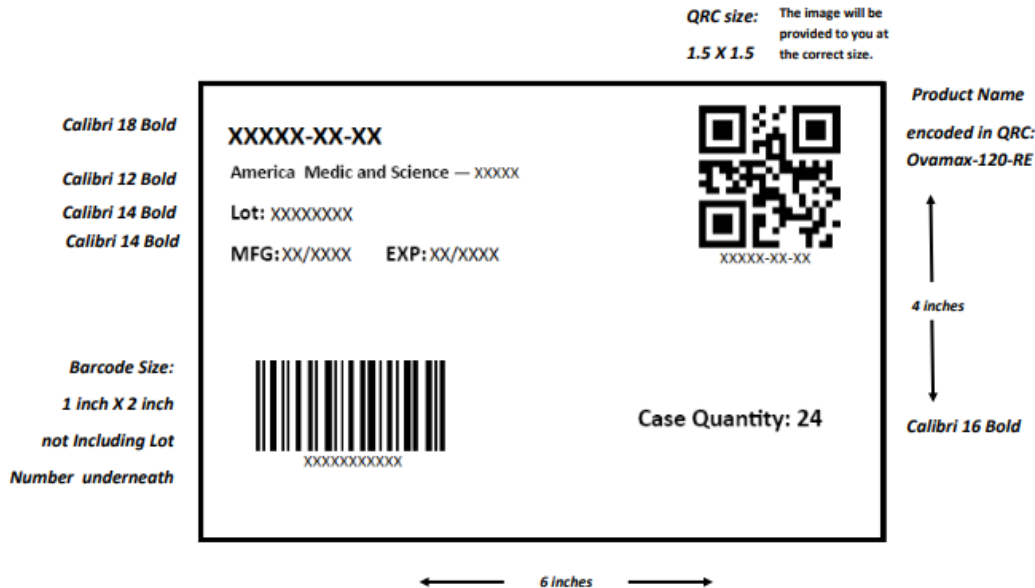 QRC size:
1.5 X 1.5
The image will be
provided to you at
the correct size.
Calibri 18 Bold
Calibri 12 Bold
Calibri 14 Bold
Calibri 14 Bold
XXXXX-XX-XX
America Medic and Science — XXXXX
Lot: XXXXXXXX
MFG:XX/XXXX EXP:XX/XXXX
XXXXX-XX-XX
Product Name
encoded in QRC:
Ovamax-120-RE
4 inches
Barcode Size:
1 inch X 2 inch
not Including Lot
Number underneath
XXXXXXXXXXX
Case Quantity: 24
Calibri 16 Bold
6 inches